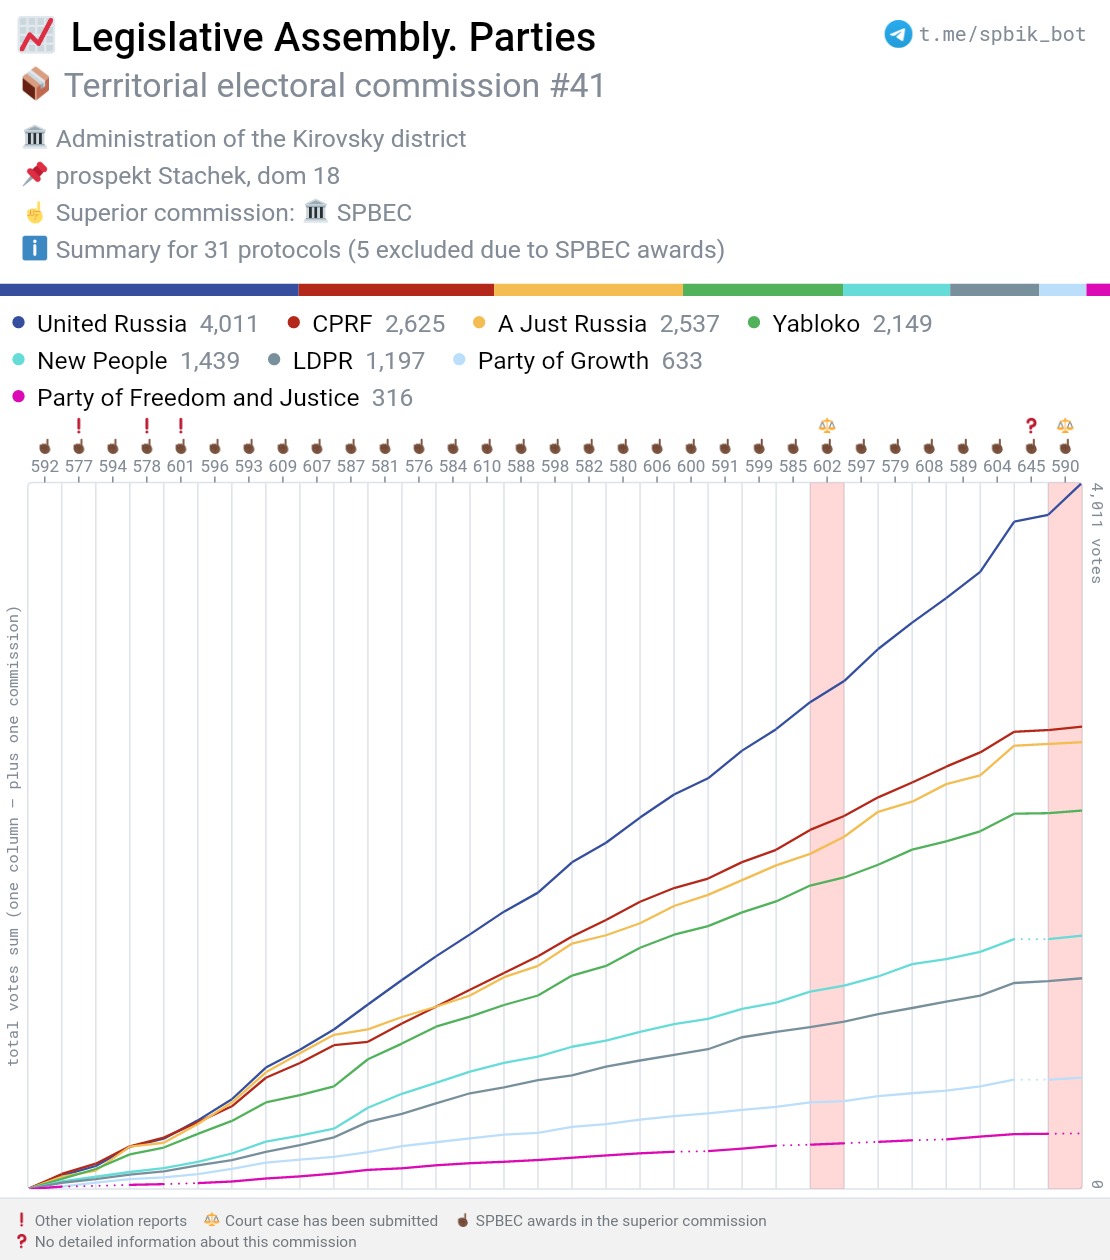 Legislative Assembly. Parties
t.me/spbik_bot
Territorial electoral commission #41
Administration of the Kirovsky district
prospekt Stachek, dom 18
Superior commission: SPBEC
Summary for 31 protocols (5 excluded due to SPBEC awards)
United Russia 4,011 CPRF 2,625 A Just Russia 2,537 Yabloko 2,149
New People 1,439 LDPR 1,197 Party of Growth 633
Party of Freedom and Justice 316
592 577 594 578 601 596 593 609 607 587 581 576 584 610 588 598 582 580 606 600 591 599 585 602 597 579 608 589 604 645 590
4,011 votes
total votes sum (one column – plus one commission)
0
Other violation reports Court case has been submitted SPBEC awards in the superior commission
No detailed information about this commission